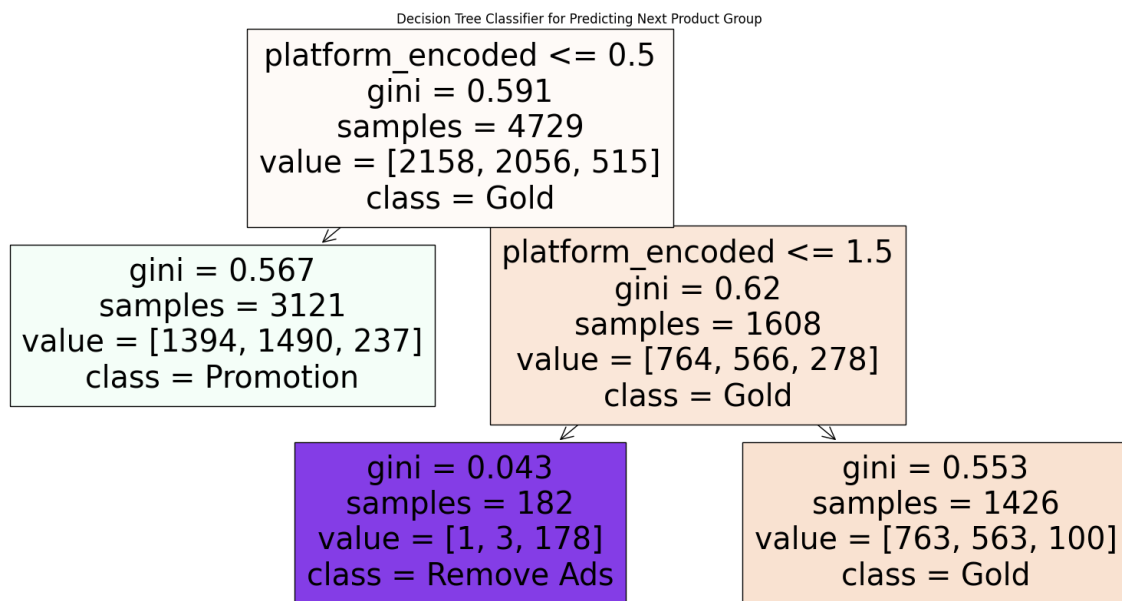 Decision Tree Classifier for Predicting Next Product Group
platform_encoded <= 0.5
gini = 0.591
samples = 4729
value = [2158, 2056, 515]
class = Gold
gini = 0.567
samples = 3121
value = [1394, 1490, 237]
class = Promotion
platform_encoded <= 1.5
gini = 0.62
samples = 1608
value = [764, 566, 278]
class = Gold
gini = 0.043
samples = 182
value = [1, 3, 178]
class = Remove Ads
gini = 0.553
samples = 1426
value = [763, 563, 100]
class = Gold